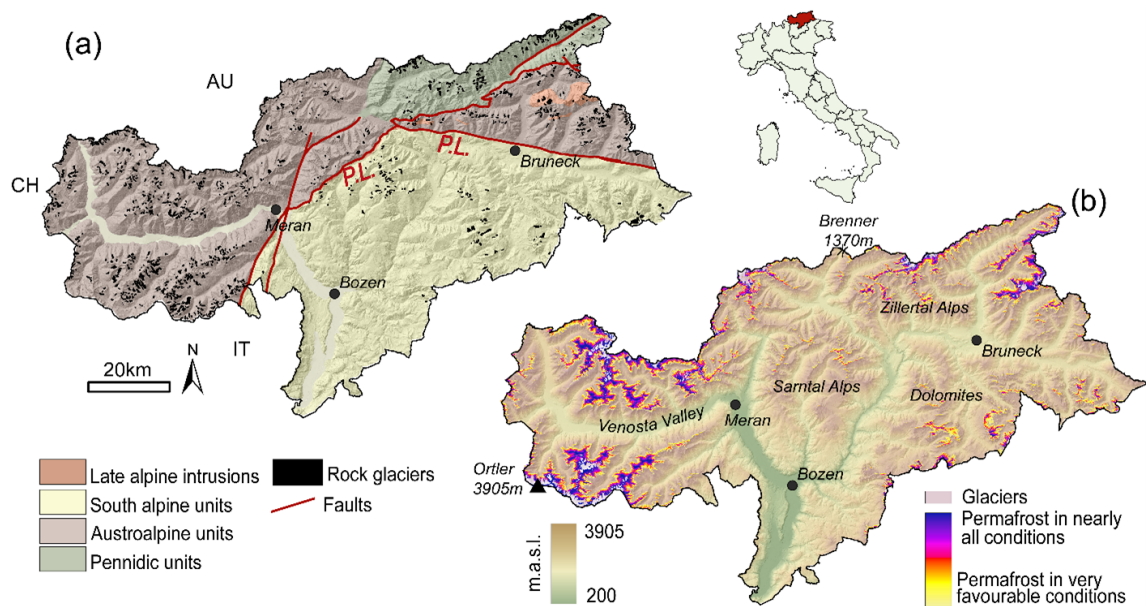 (a)
AU
CH
P.L.
P.L.
Bruneck
Meran
Bozen
IT
N
20km
Late alpine intrusions
South alpine units
Austroalpine units
Pennidic units
Rock glaciers
Faults
(b)
Brenner
1370m
Zillertal Alps
Bruneck
Sarntal Alps
Dolomites
Venosta Valley
Meran
Ortler
3905m
Bozen
m.a.s.l.
3905
200
Glaciers
Permafrost in nearly
all conditions
Permafrost in very
favourable conditions